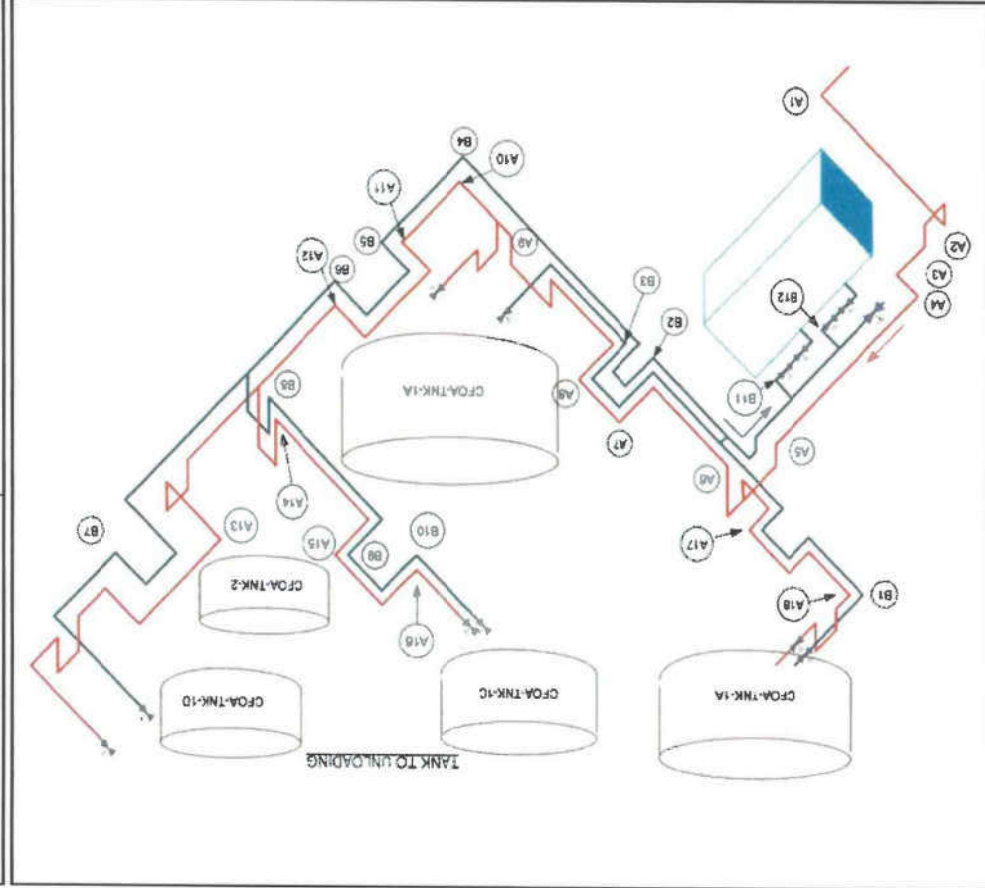 TANK TO UNLOADING
CFOA-TNK-1D
CFOA-TNK-1A
CFOA-TNK-1C
A16
A18
B1
CFOA-TNK-2
B9
A17
A15
B10
B7
A13
A14
A6
A5
A7
B11
A8
CFOA-TNK-1A
B8
B2
A4
B12
A3
B3
B6
A12
A2
A9
B5
A11
A10
B4
A1